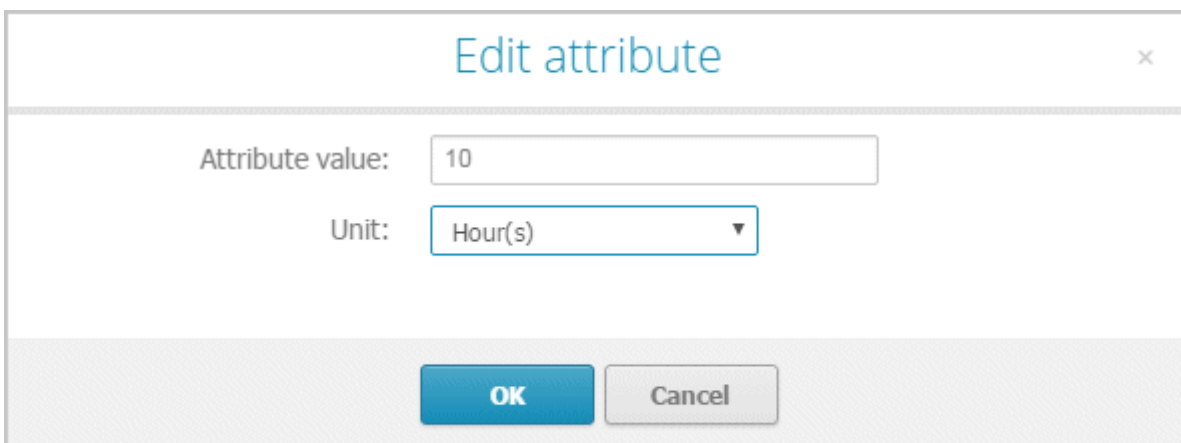 Edit attribute ×
Attribute value: 10
Unit: Hour(s) ▼
OK Cancel